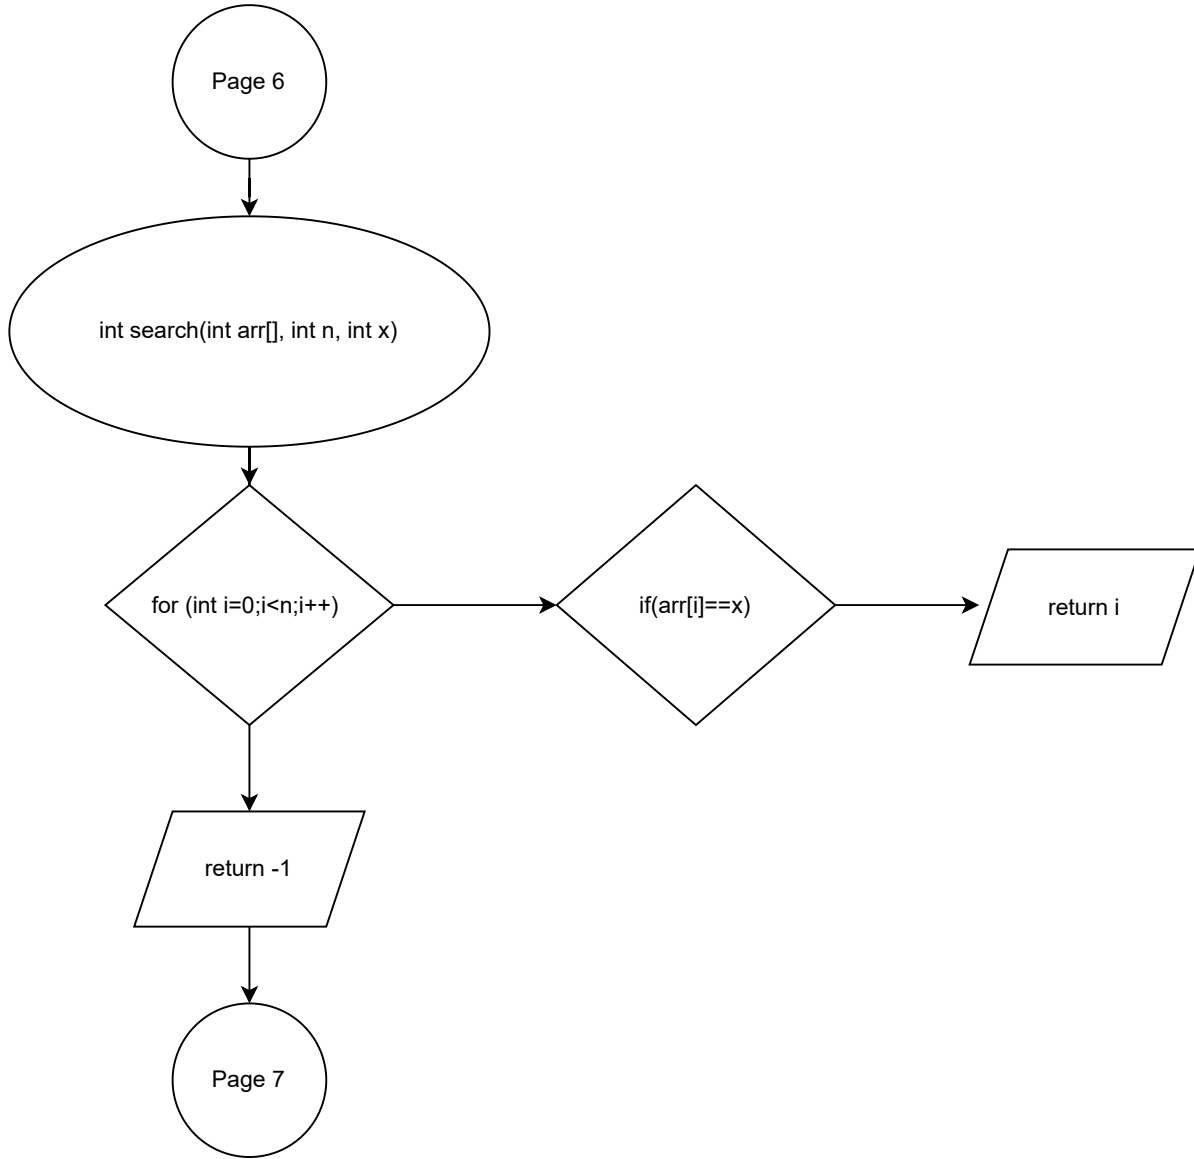 Page 6
int search(int arr[], int n, int x)
for (int i=0;i<n;i++)
if(arr[i]==x)
return i
return -1
Page 7